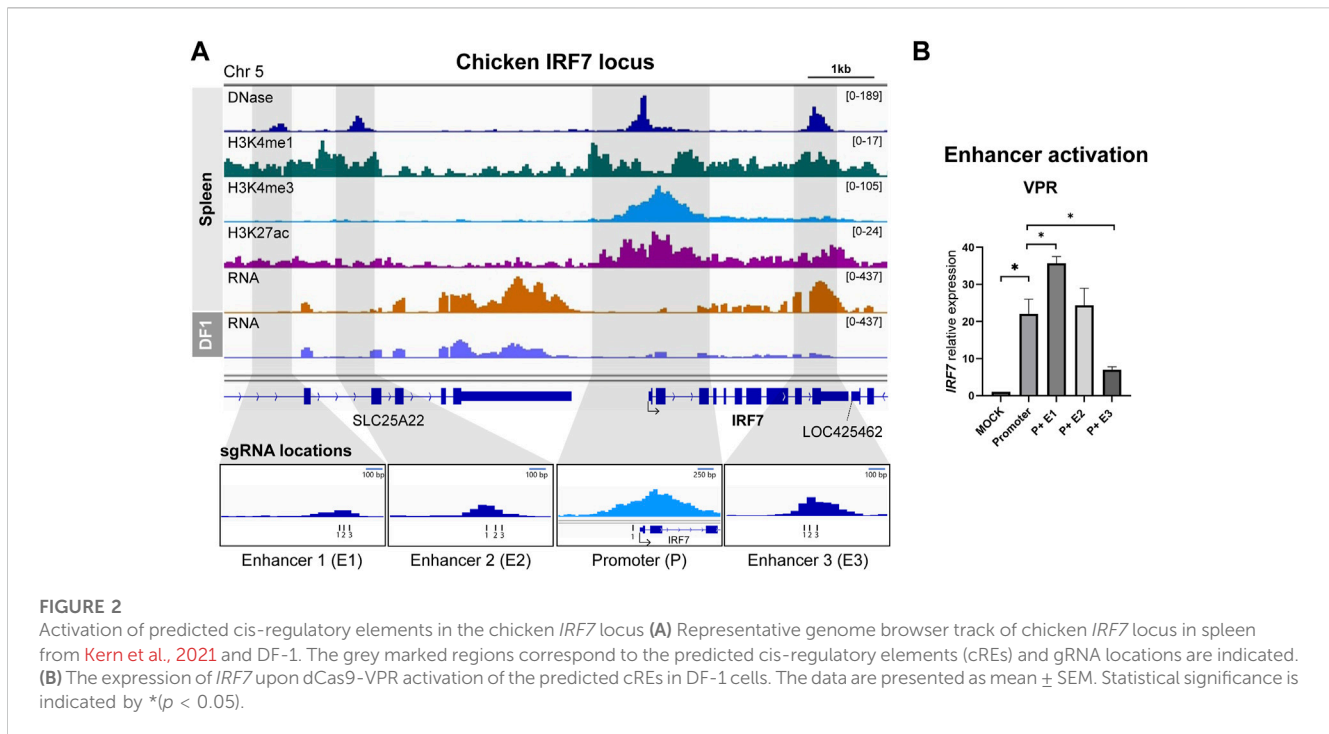 A
Chicken IRF7 locus
Chr 5
1kb
Spleen
DNase
[0-189]
H3K4me1
[0-17]
H3K4me3
[0-105]
H3K27ac
[0-24]
RNA
[0-437]
DF1
RNA
[0-437]
SLC25A22
IRF7
LOC425462
sgRNA locations
100 bp
1 2 3
Enhancer 1 (E1)
100 bp
1 2 3
Enhancer 2 (E2)
250 bp
1
IRF7
Promoter (P)
100 bp
1 2 3
Enhancer 3 (E3)
B
Enhancer activation
VPR
IRF7 relative expression
40
30
20
10
0
*
*
*
MOCK
Promoter
P+ E1
P+ E2
P+ E3
FIGURE 2
Activation of predicted cis-regulatory elements in the chicken IRF7 locus (A) Representative genome browser track of chicken IRF7 locus in spleen
from Kern et al., 2021 and DF-1. The grey marked regions correspond to the predicted cis-regulatory elements (cREs) and gRNA locations are indicated.
(B) The expression of IRF7 upon dCas9-VPR activation of the predicted cREs in DF-1 cells. The data are presented as mean ± SEM. Statistical significance is
indicated by *(p < 0.05).